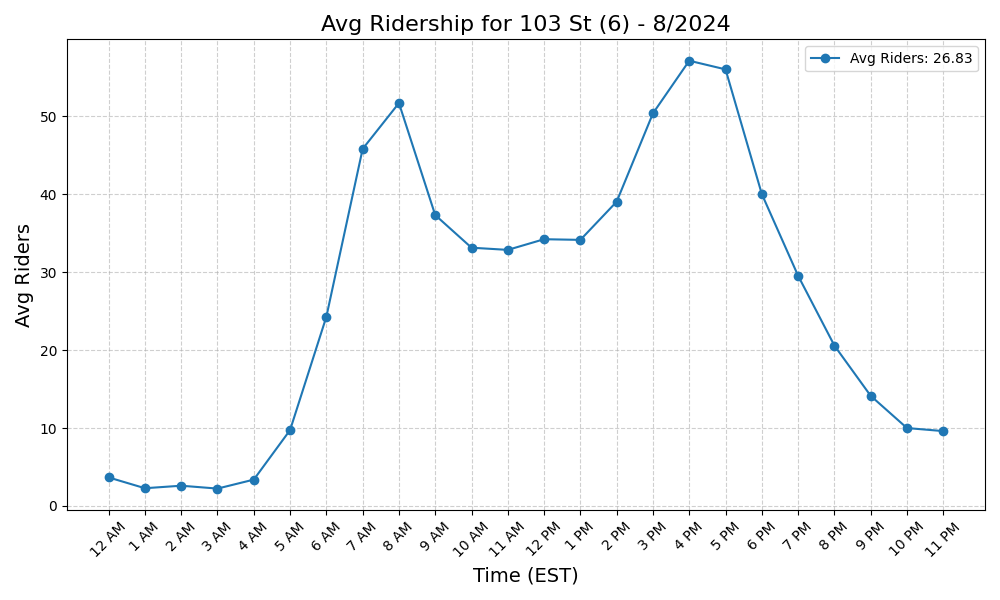 Avg Ridership for 103 St (6) - 8/2024
Avg Riders: 26.83
Avg Riders
50
40
30
20
10
0
12 AM
1 AM
2 AM
3 AM
4 AM
5 AM
6 AM
7 AM
8 AM
9 AM
10 AM
11 AM
12 PM
1 PM
2 PM
3 PM
4 PM
5 PM
6 PM
7 PM
8 PM
9 PM
10 PM
11 PM
Time (EST)